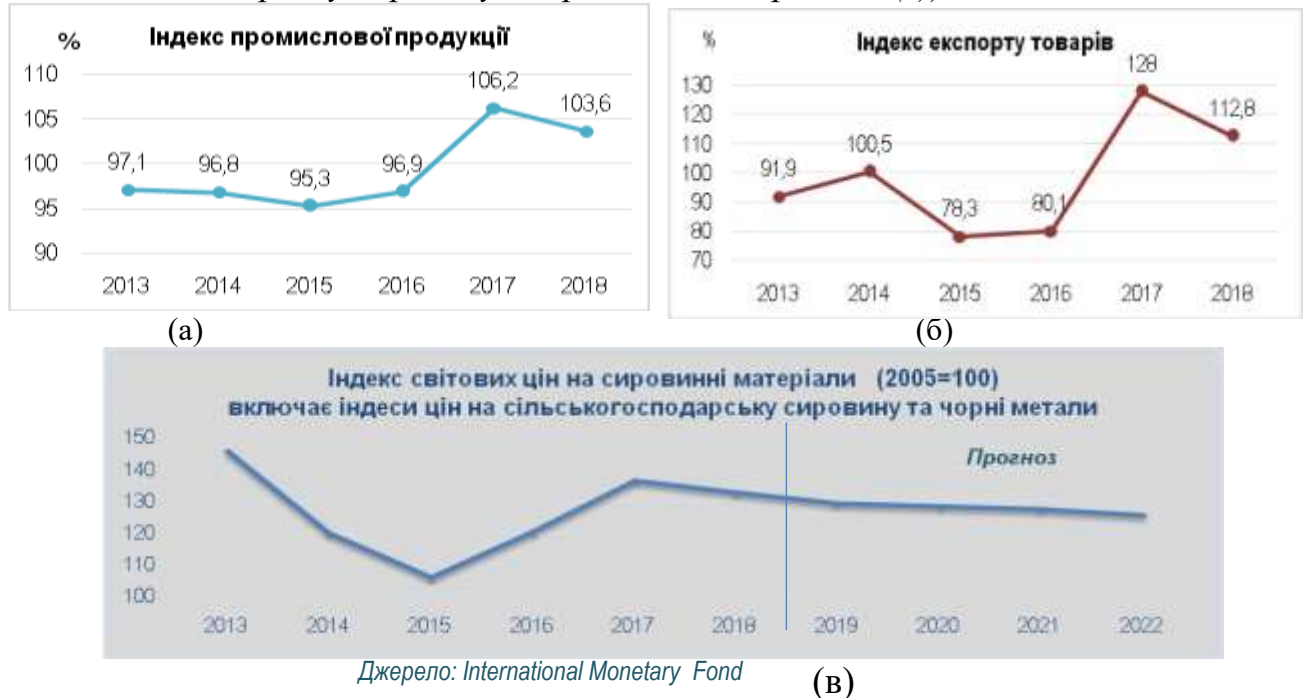 Індекс промислової продукції
%
110
105
100
95
90
97,1
96,8
95,3
96,9
106,2
103,6
2013 2014 2015 2016 2017 2018
(а)
Індекс експорту товарів
%
130
120
110
100
90
80
70
91,9
100,5
78,3
80,1
128
112,8
2013 2014 2015 2016 2017 2018
(б)
Індекс світових цін на сировинні матеріали (2005=100)
включає індеси цін на сільськогосподарську сировину та чорні метали
Прогноз
150
140
130
120
110
100
2013 2014 2015 2016 2017 2018 2019 2020 2021 2022
Джерело: International Monetary Fond
(в)